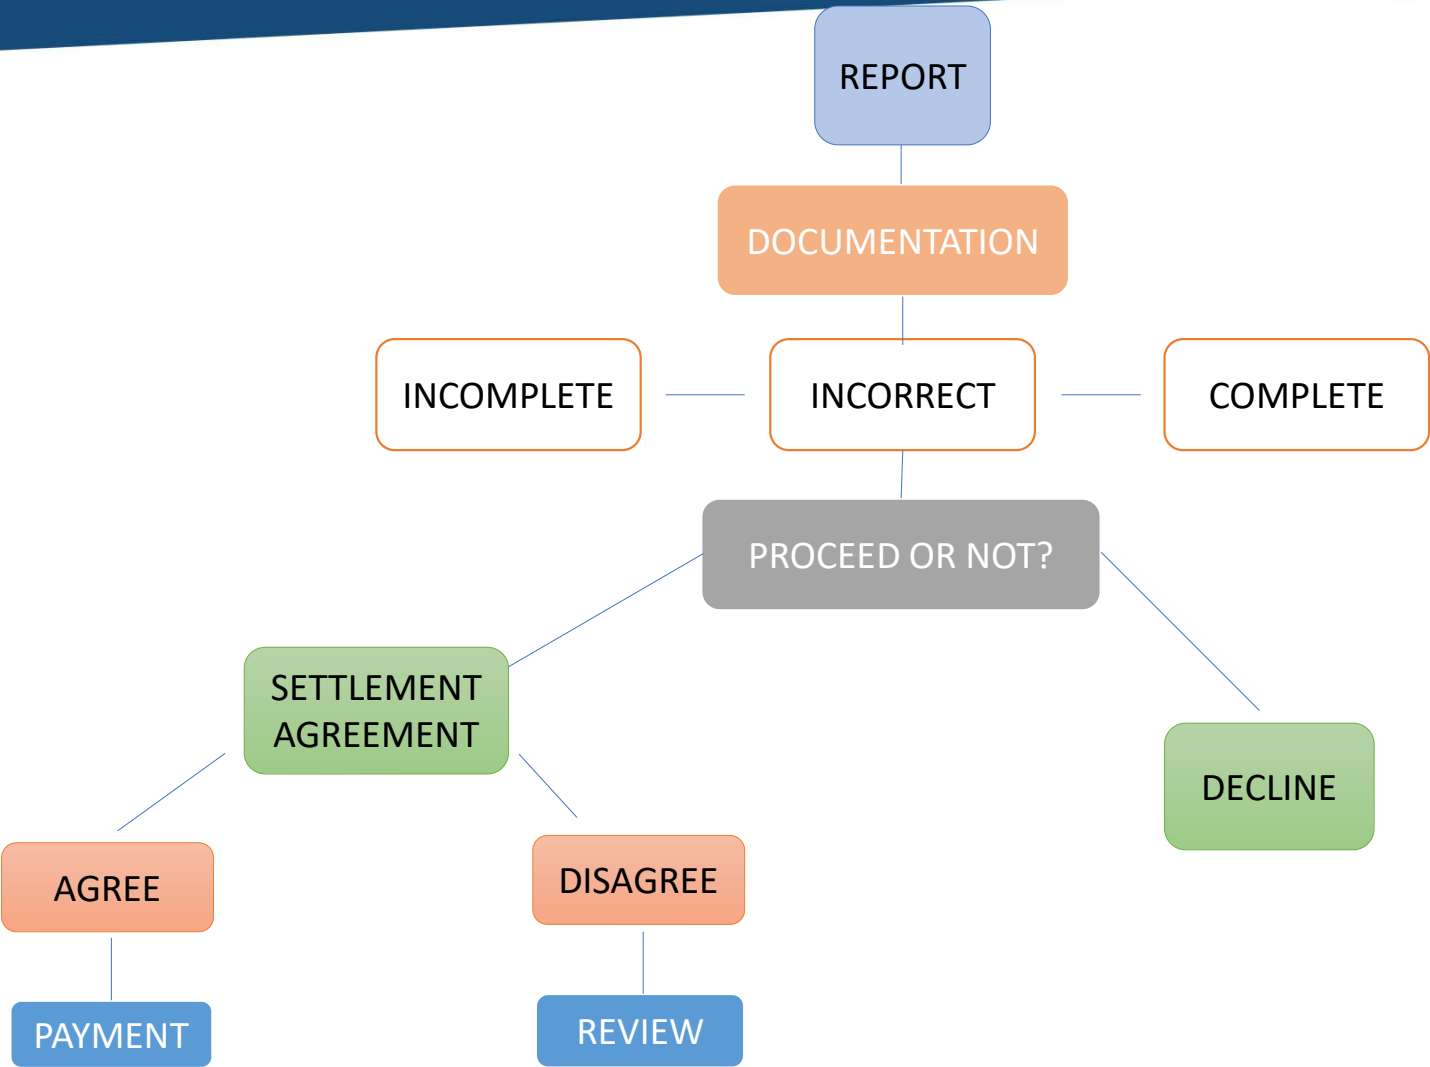 REPORT
DOCUMENTATION
INCOMPLETE
INCORRECT
COMPLETE
PROCEED OR NOT?
SETTLEMENT
AGREEMENT
DECLINE
AGREE
DISAGREE
PAYMENT
REVIEW